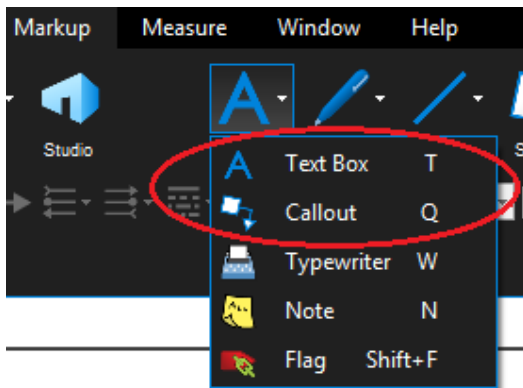 Markup Measure Window Help
Studio
Text Box T
Callout Q
Typewriter W
Note N
Flag Shift+F